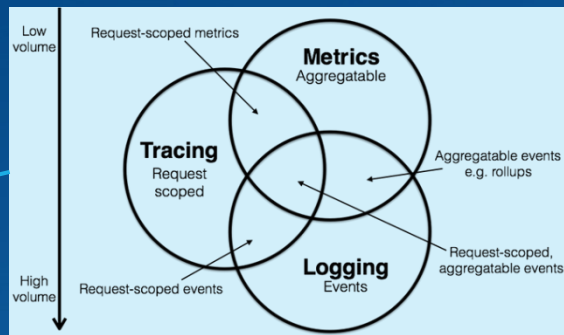 Low
volume
Request-scoped metrics
Metrics
Aggregatable
Tracing
Request
scoped
Aggregatable events
e.g. rollups
Request-scoped,
aggregatable events
Logging
Events
Request-scoped events
High
volume